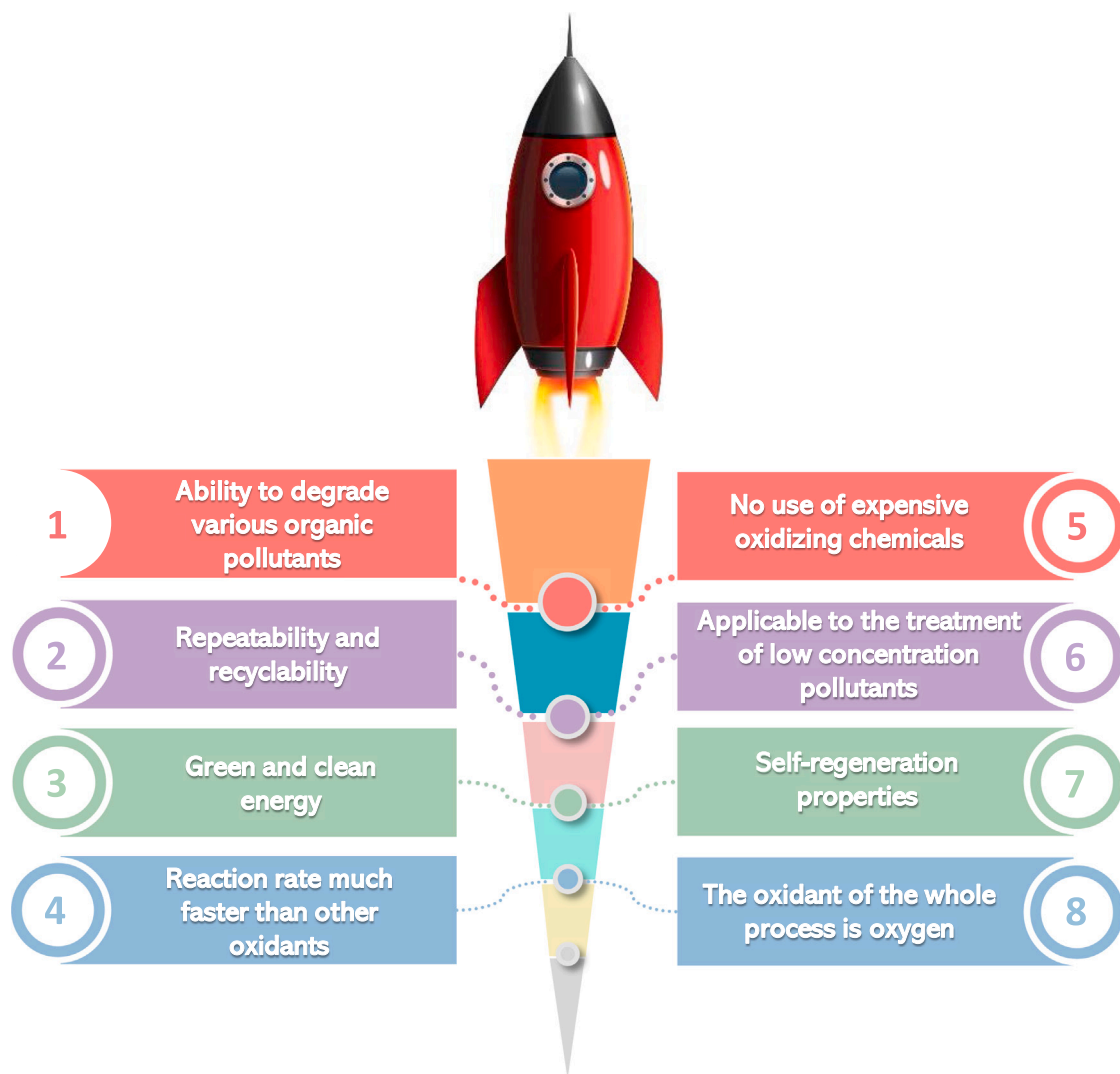 1
Ability to degrade
various organic
pollutants
2
Repeatability and
recyclability
3
Green and clean
energy
4
Reaction rate much
faster than other
oxidants
No use of expensive
oxidizing chemicals
5
Applicable to the treatment
of low concentration
pollutants
6
Self-regeneration
properties
7
The oxidant of the whole
process is oxygen
8